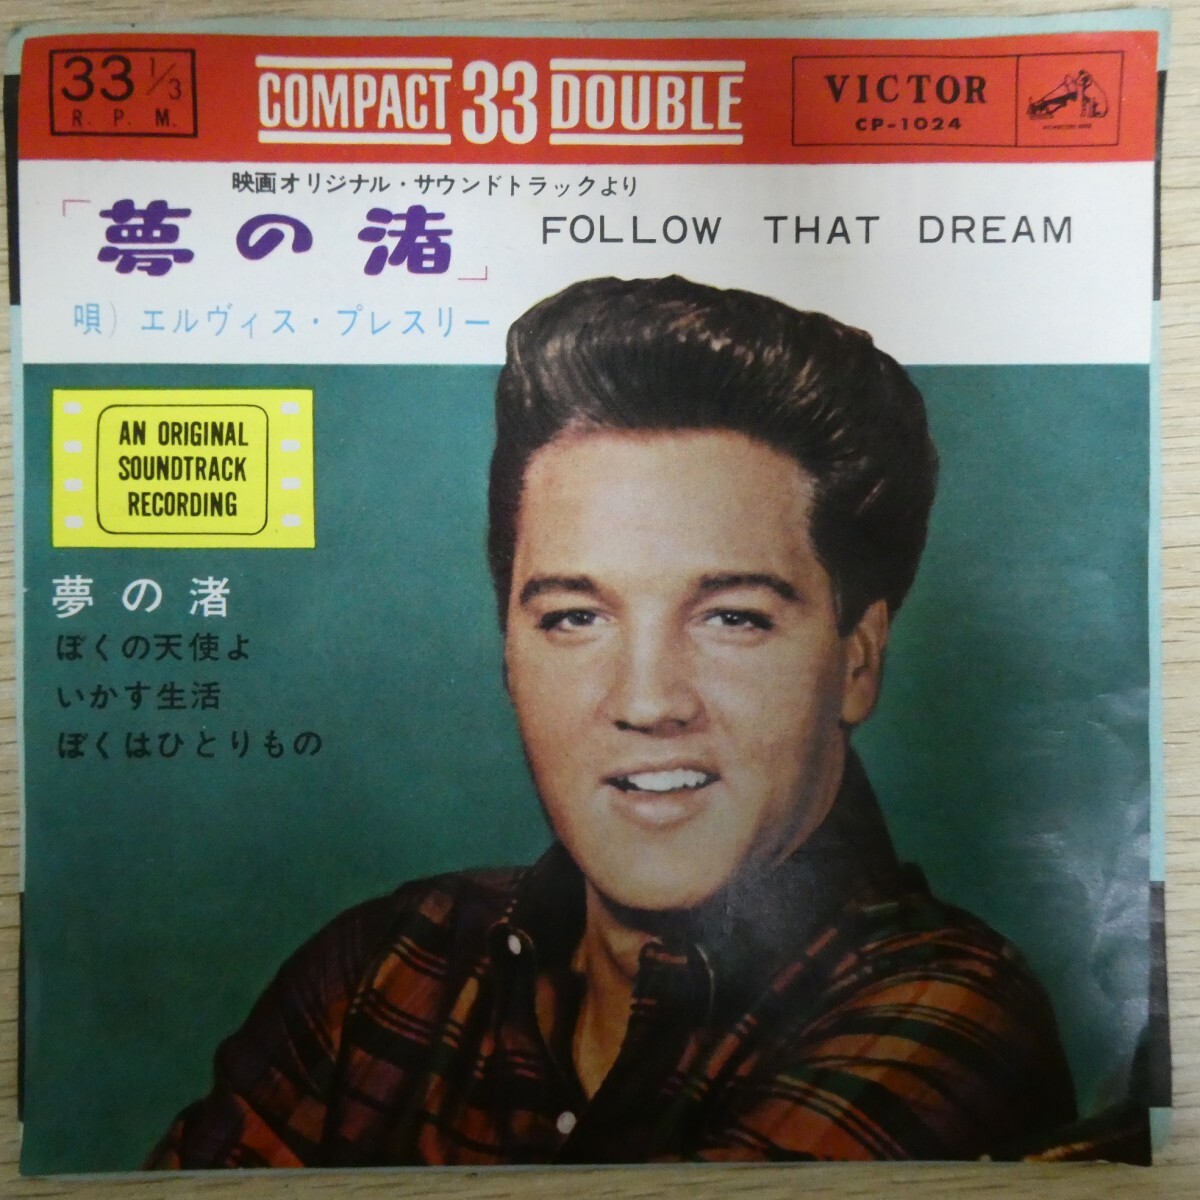 33 1/3
R. P. M.
COMPACT 33 DOUBLE
VICTOR
CP-1024
映画オリジナル・サウンドトラックより
「夢の渚」 FOLLOW THAT DREAM
唄）エルヴィス・プレスリー
AN ORIGINAL
SOUNDTRACK
RECORDING
夢の渚
ぼくの天使よ
いかす生活
ぼくはひとりもの